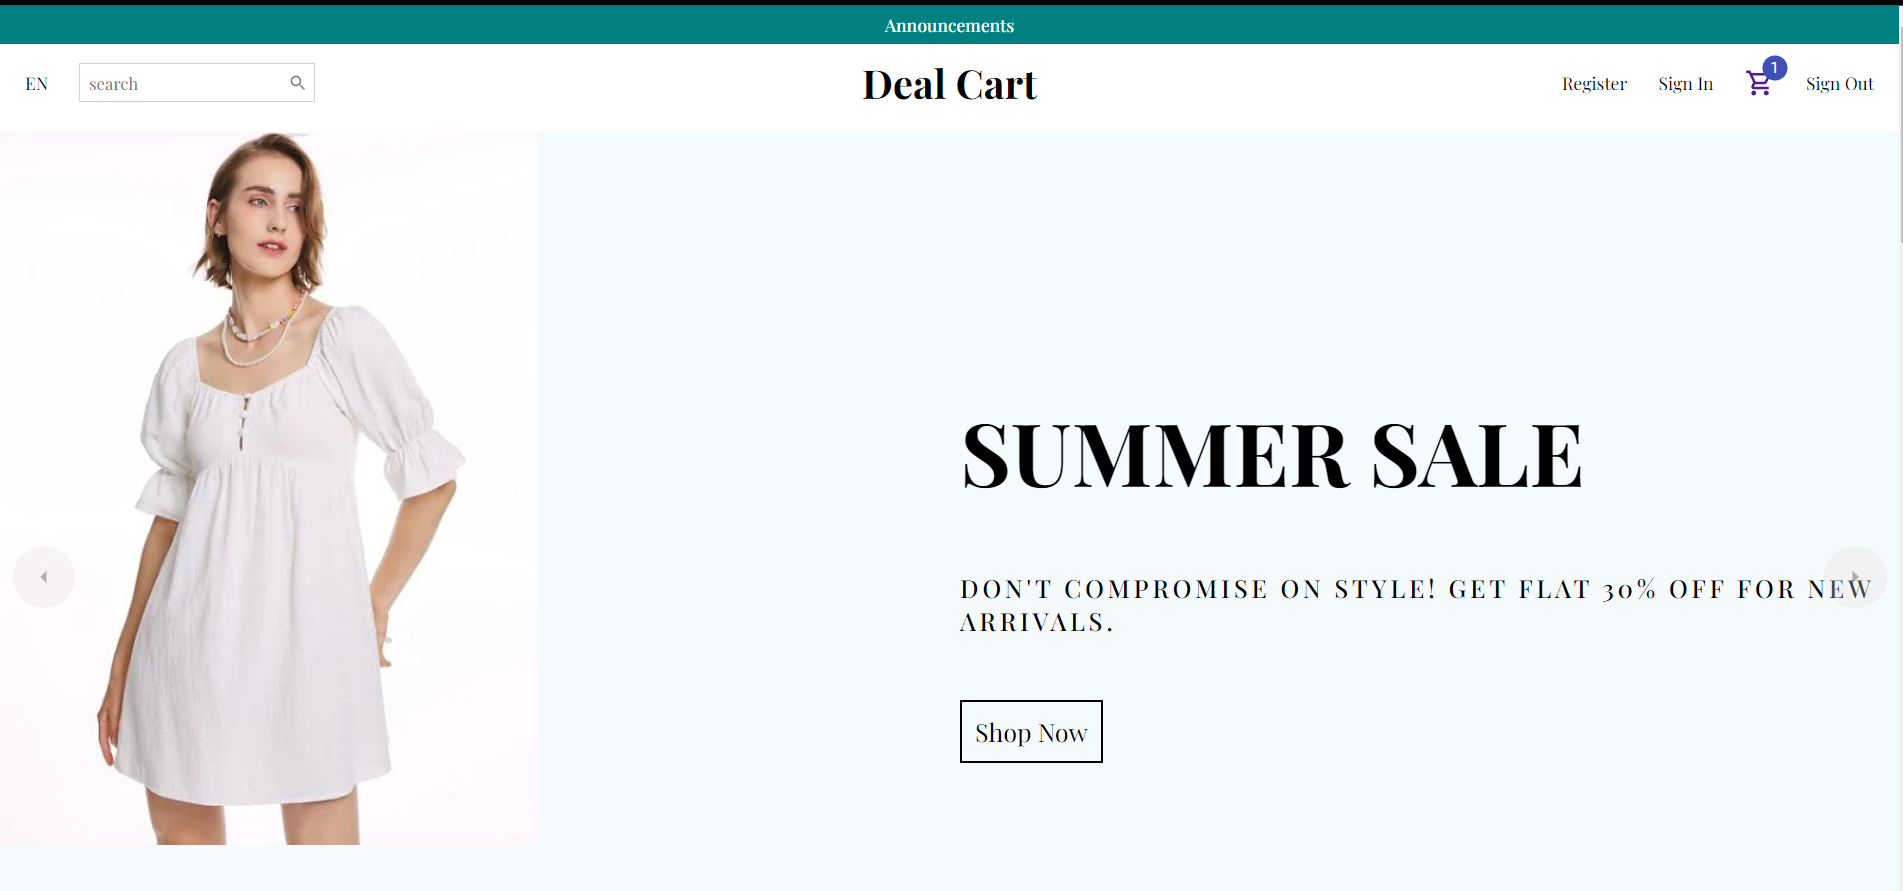 Announcements
EN
search
Deal Cart
Register
Sign In
1
Sign Out
SUMMER SALE
DON'T COMPROMISE ON STYLE! GET FLAT 30% OFF FOR NEW
ARRIVALS.
Shop Now